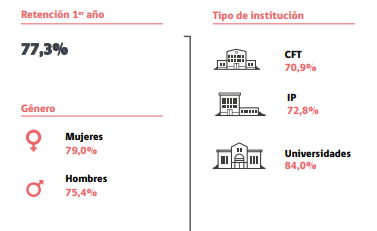 Retención 1er año
77,3%
Género
Mujeres
79,0%
Hombres
75,4%
Tipo de institución
CFT
70,9%
IP
72,8%
Universidades
84,0%